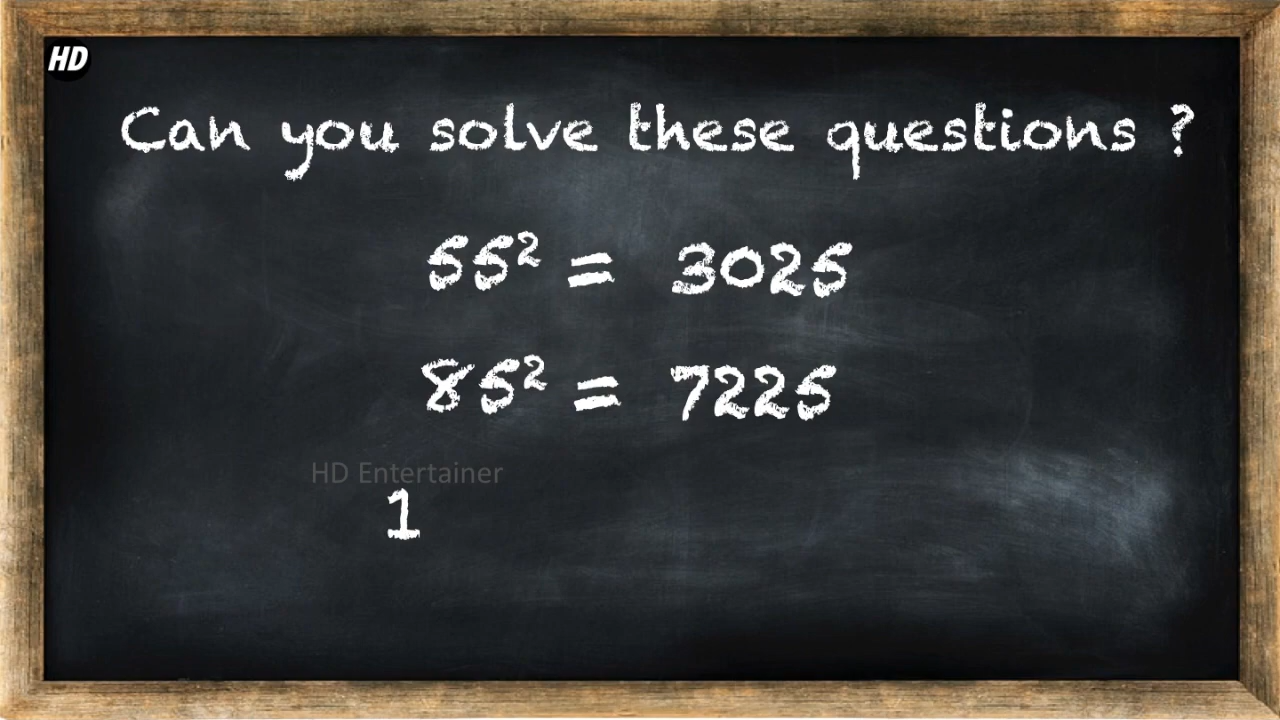 HD
Can you solve these questions ?
55² = 3025
85² = 7225
HD Entertainer
1